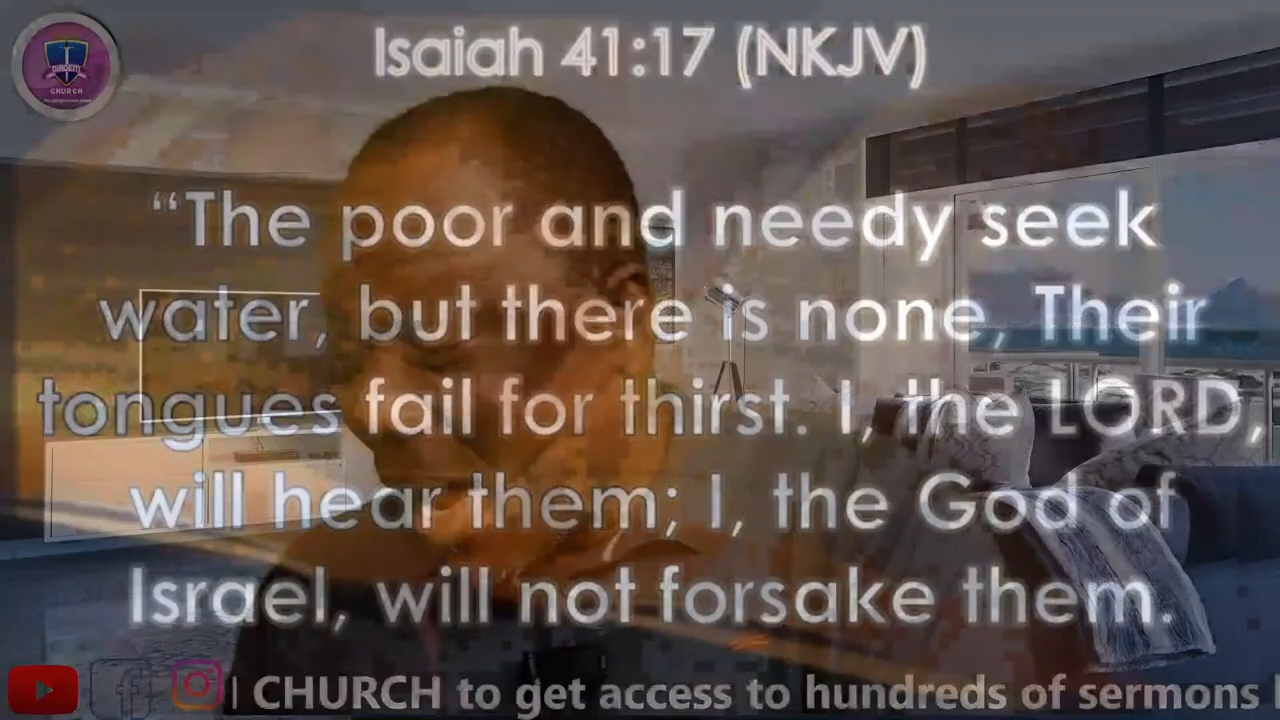 Isaiah 41:17 (NKJV)
DIADEM
CHURCH
“The poor and needy seek
water, but there is none, Their
tongues fail for thirst. I, the LORD,
will hear them; I, the God of
Israel, will not forsake them.
CHURCH to get access to hundreds of sermons